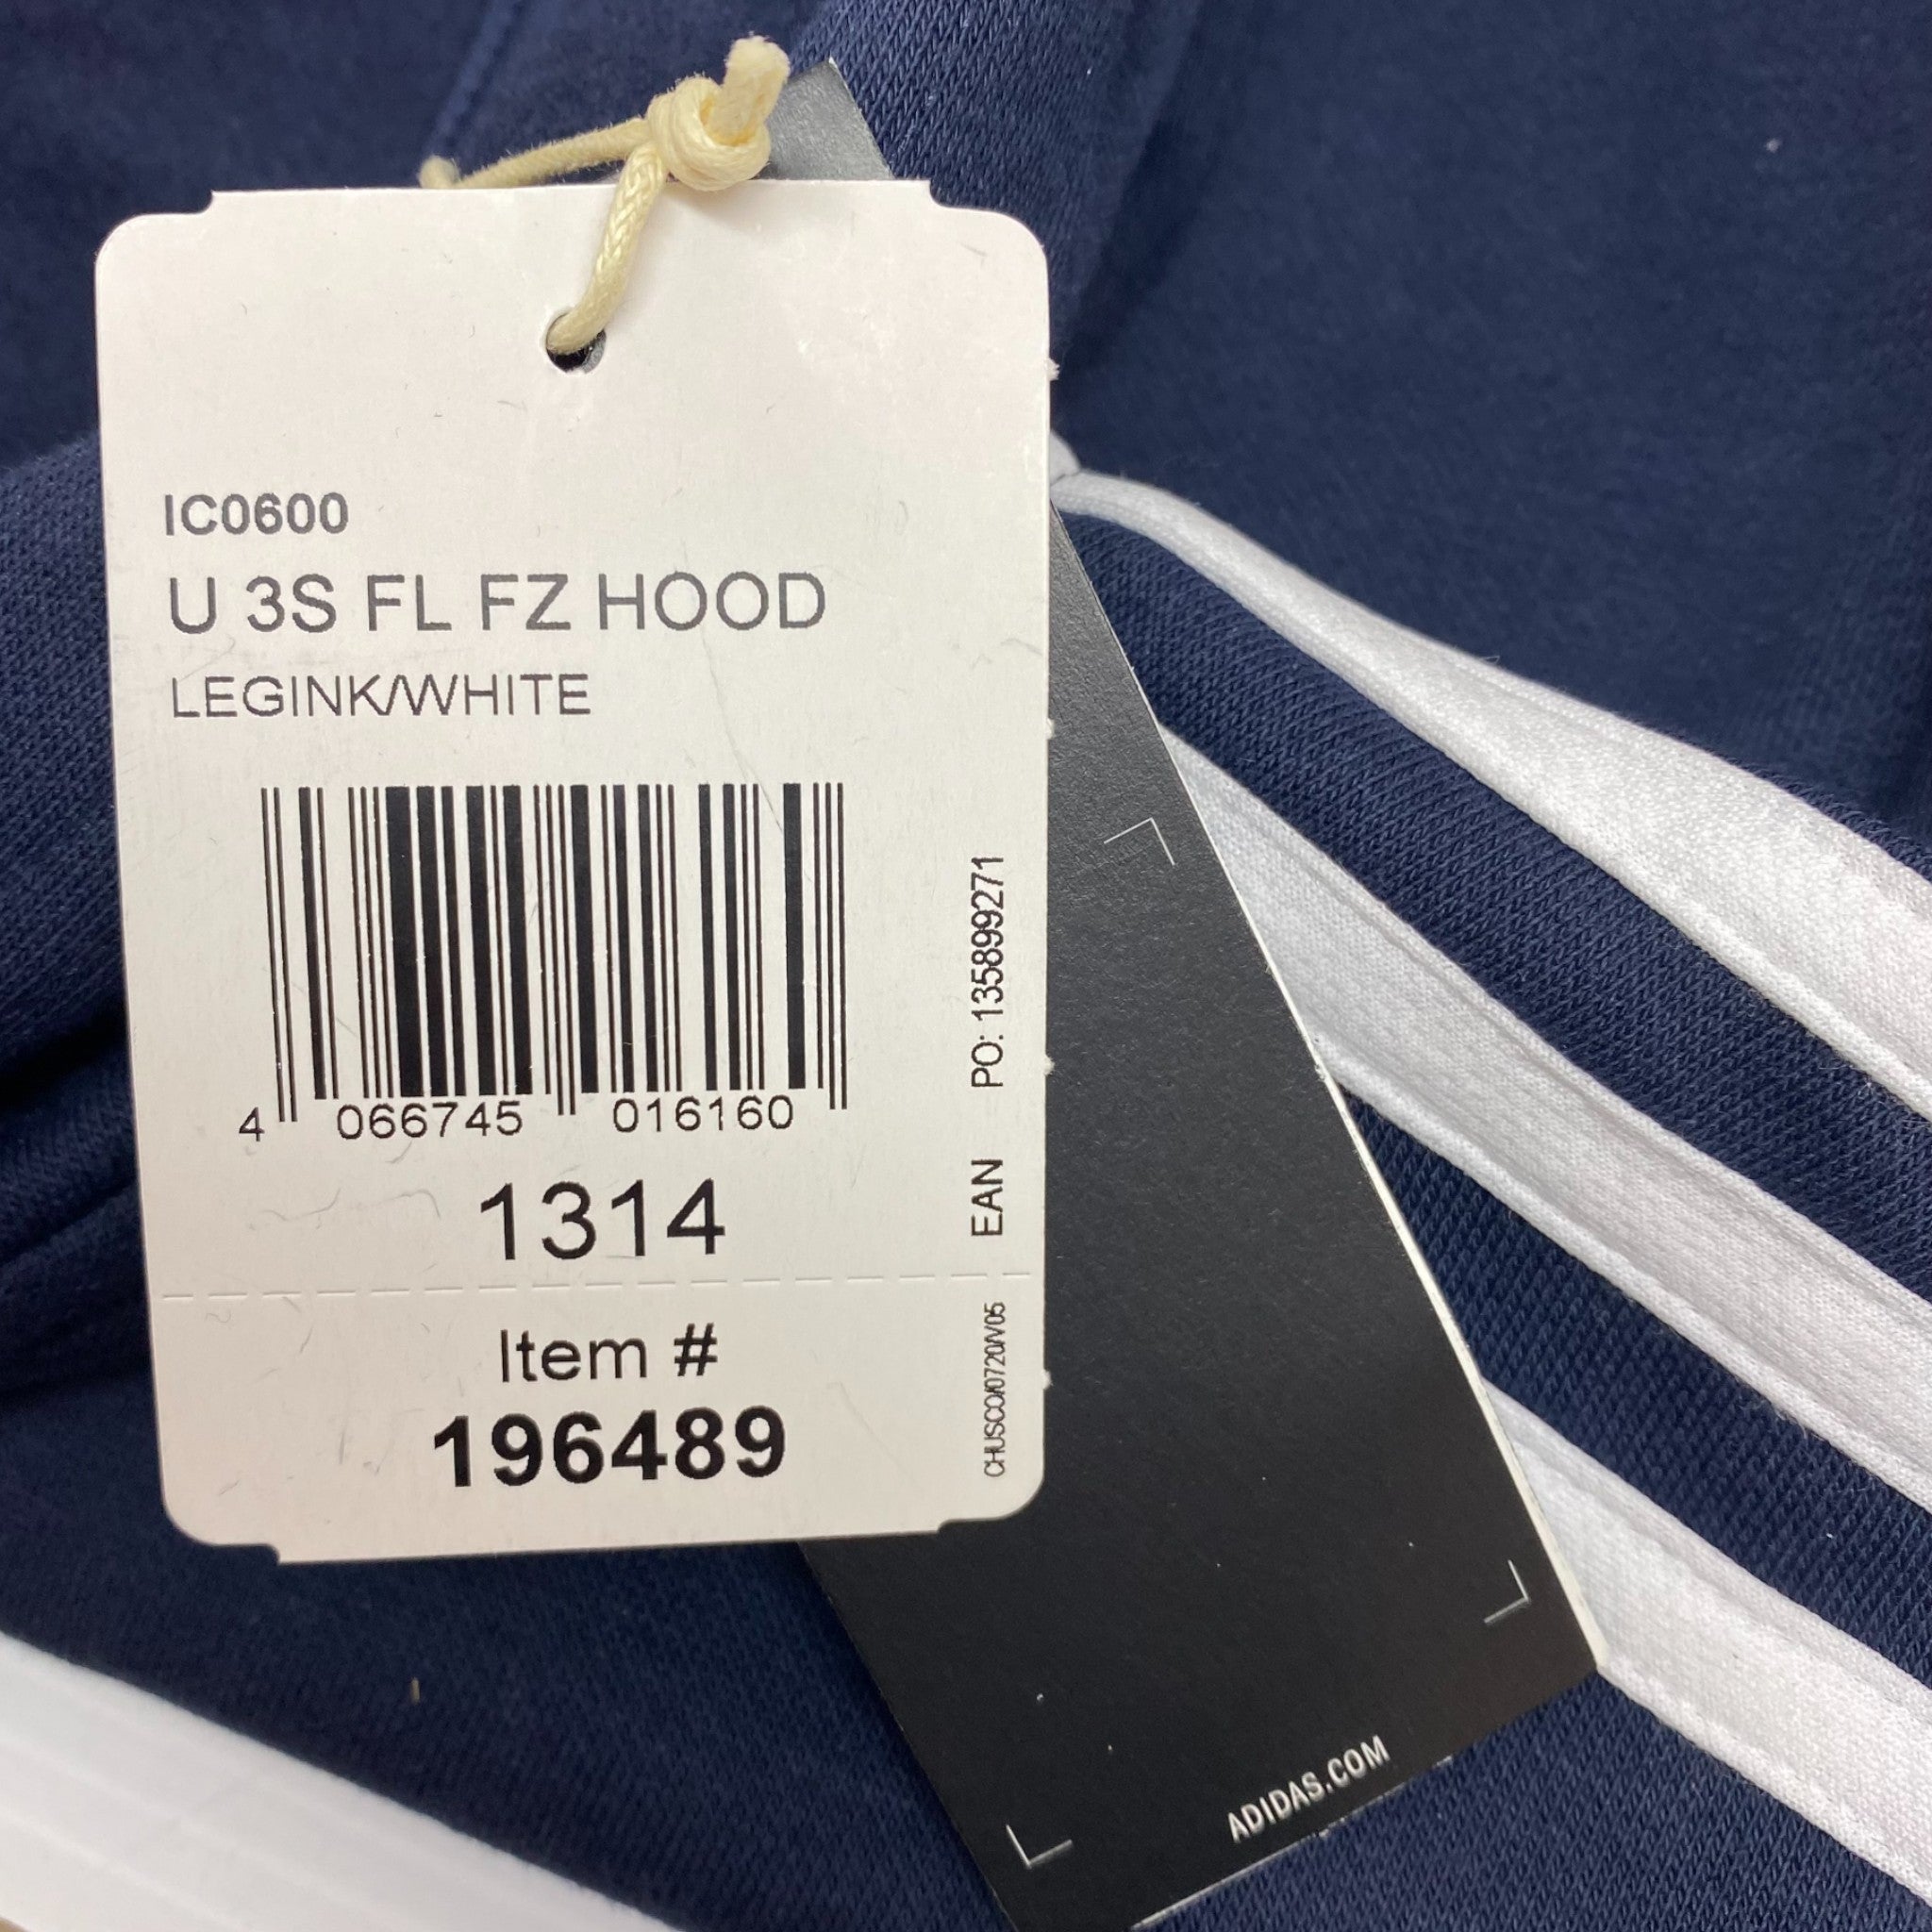 IC0600
U 3S FL FZ HOOD
LEGINK/WHITE
4 066745 016160
EAN PO: 13589271
1314
Item #
196489
CHUSCO/0720/V05
ADIDAS.COM